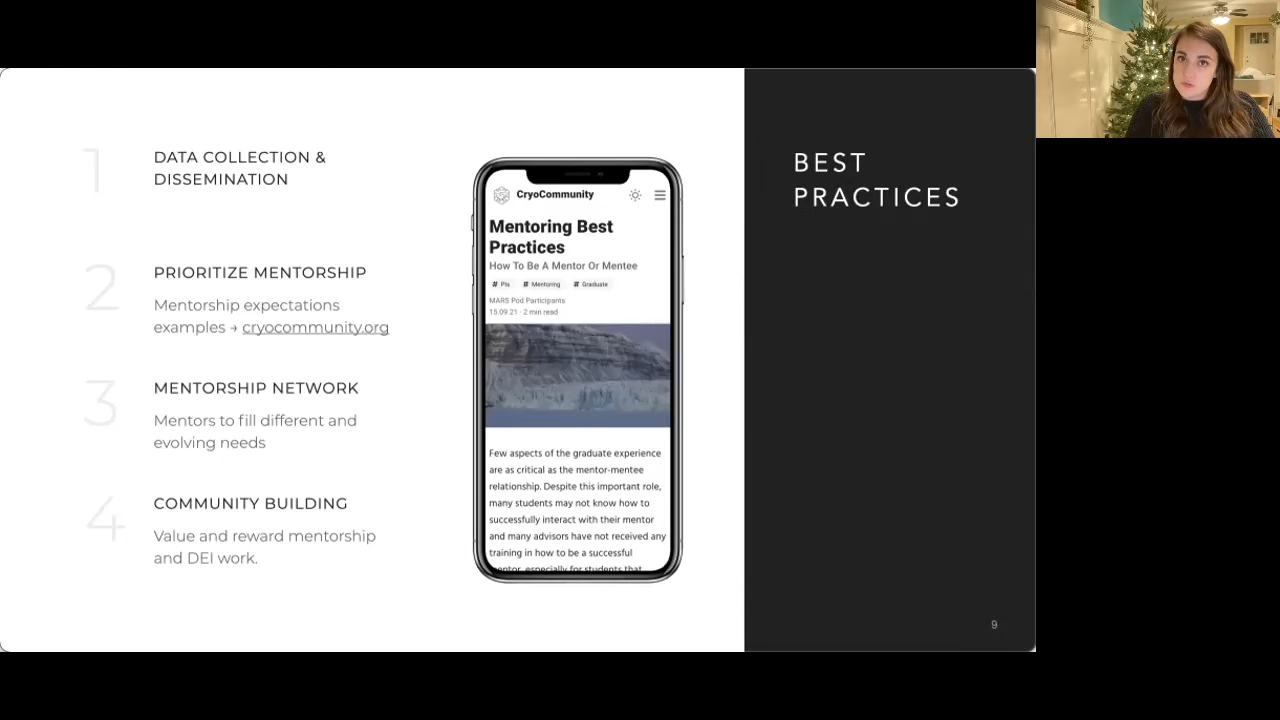 1
DATA COLLECTION &
DISSEMINATION
2
PRIORITIZE MENTORSHIP
Mentorship expectations
examples → cryocommunity.org
3
MENTORSHIP NETWORK
Mentors to fill different and
evolving needs
4
COMMUNITY BUILDING
Value and reward mentorship
and DEI work.
CryoCommunity
Mentoring Best
Practices
How To Be A Mentor Or Mentee
# PIs # Mentoring # Graduate
MARS Pod Participants
15.09.21 · 2 min read
Few aspects of the graduate experience
are as critical as the mentor-mentee
relationship. Despite this important role,
many students may not know how to
successfully interact with their mentor
and many advisors have not received any
training in how to be a successful
mentor, especially for students that
BEST
PRACTICES
9